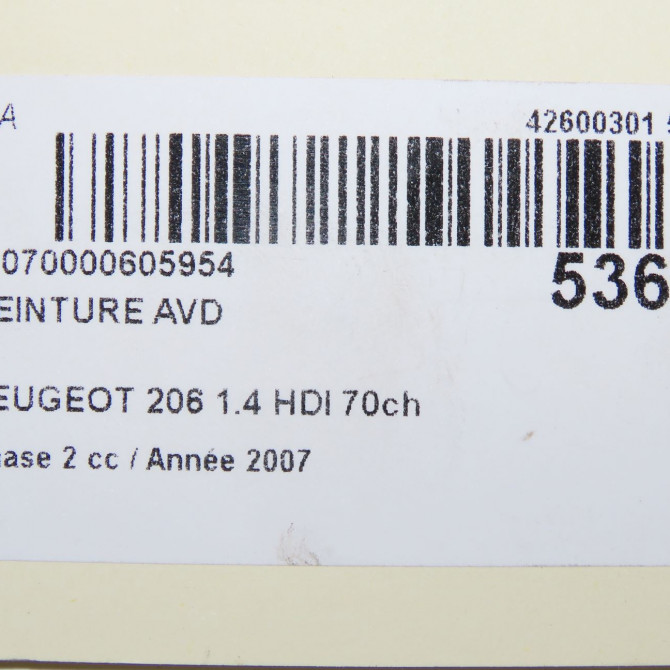 A
42600301
070000605954
536
EINTURE AVD
EUGEOT 206 1.4 HDI 70ch
ase 2 cc / Année 2007